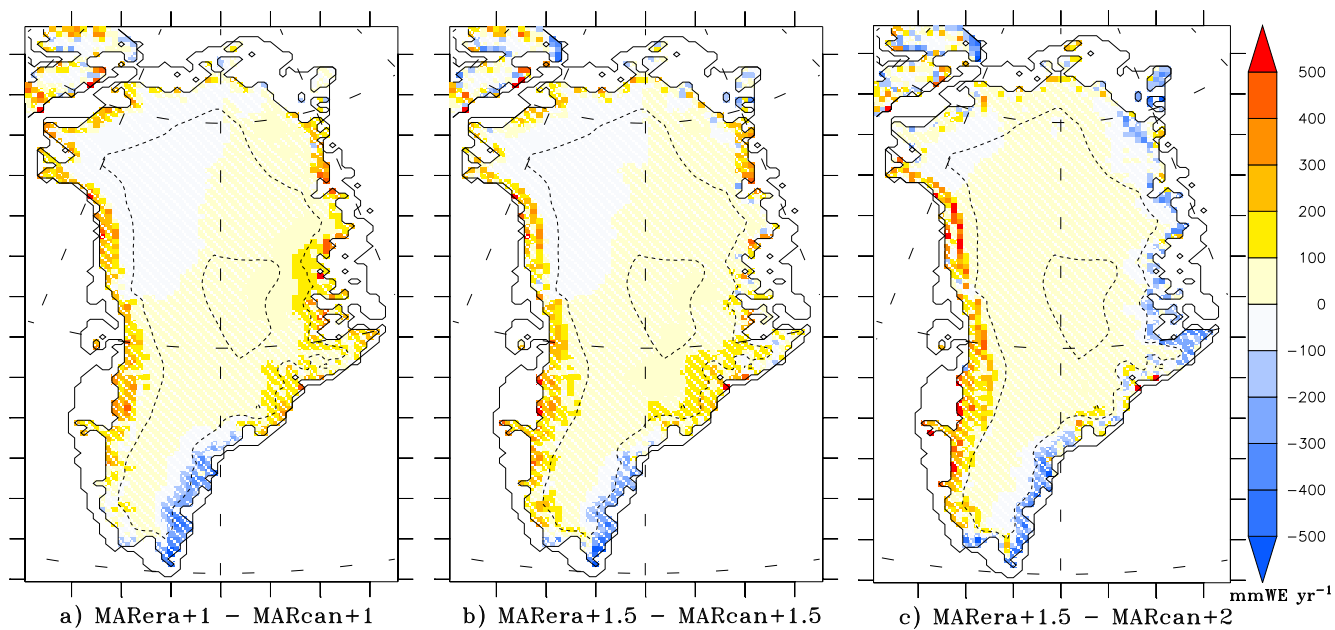 500
400
300
200
100
0
−100
−200
−300
−400
−500
mmWE yr⁻¹
a) MARera+1 − MARcan+1
b) MARera+1.5 − MARcan+1.5
c) MARera+1.5 − MARcan+2